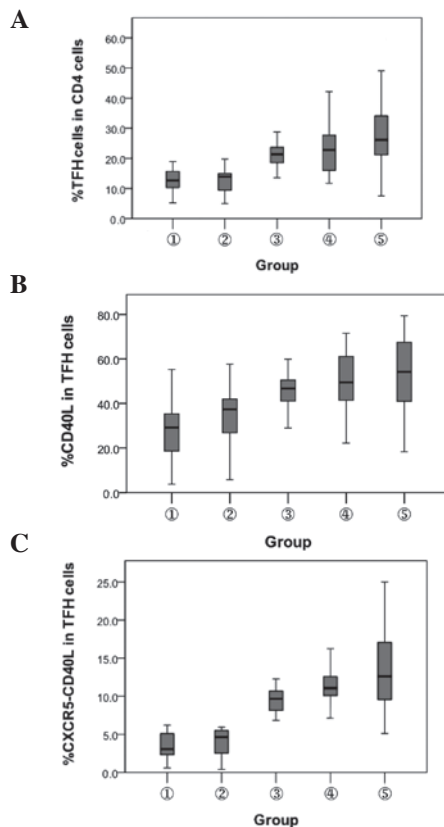 A
%TFH cells in CD4 cells
60.0
50.0
40.0
30.0
20.0
10.0
0.0
① ② ③ ④ ⑤
Group
B
%CD40L in TFH cells
80.0
60.0
40.0
20.0
0.0
① ② ③ ④ ⑤
Group
C
%CXCR5-CD40L in TFH cells
25.0
20.0
15.0
10.0
5.0
0.0
① ② ③ ④ ⑤
Group